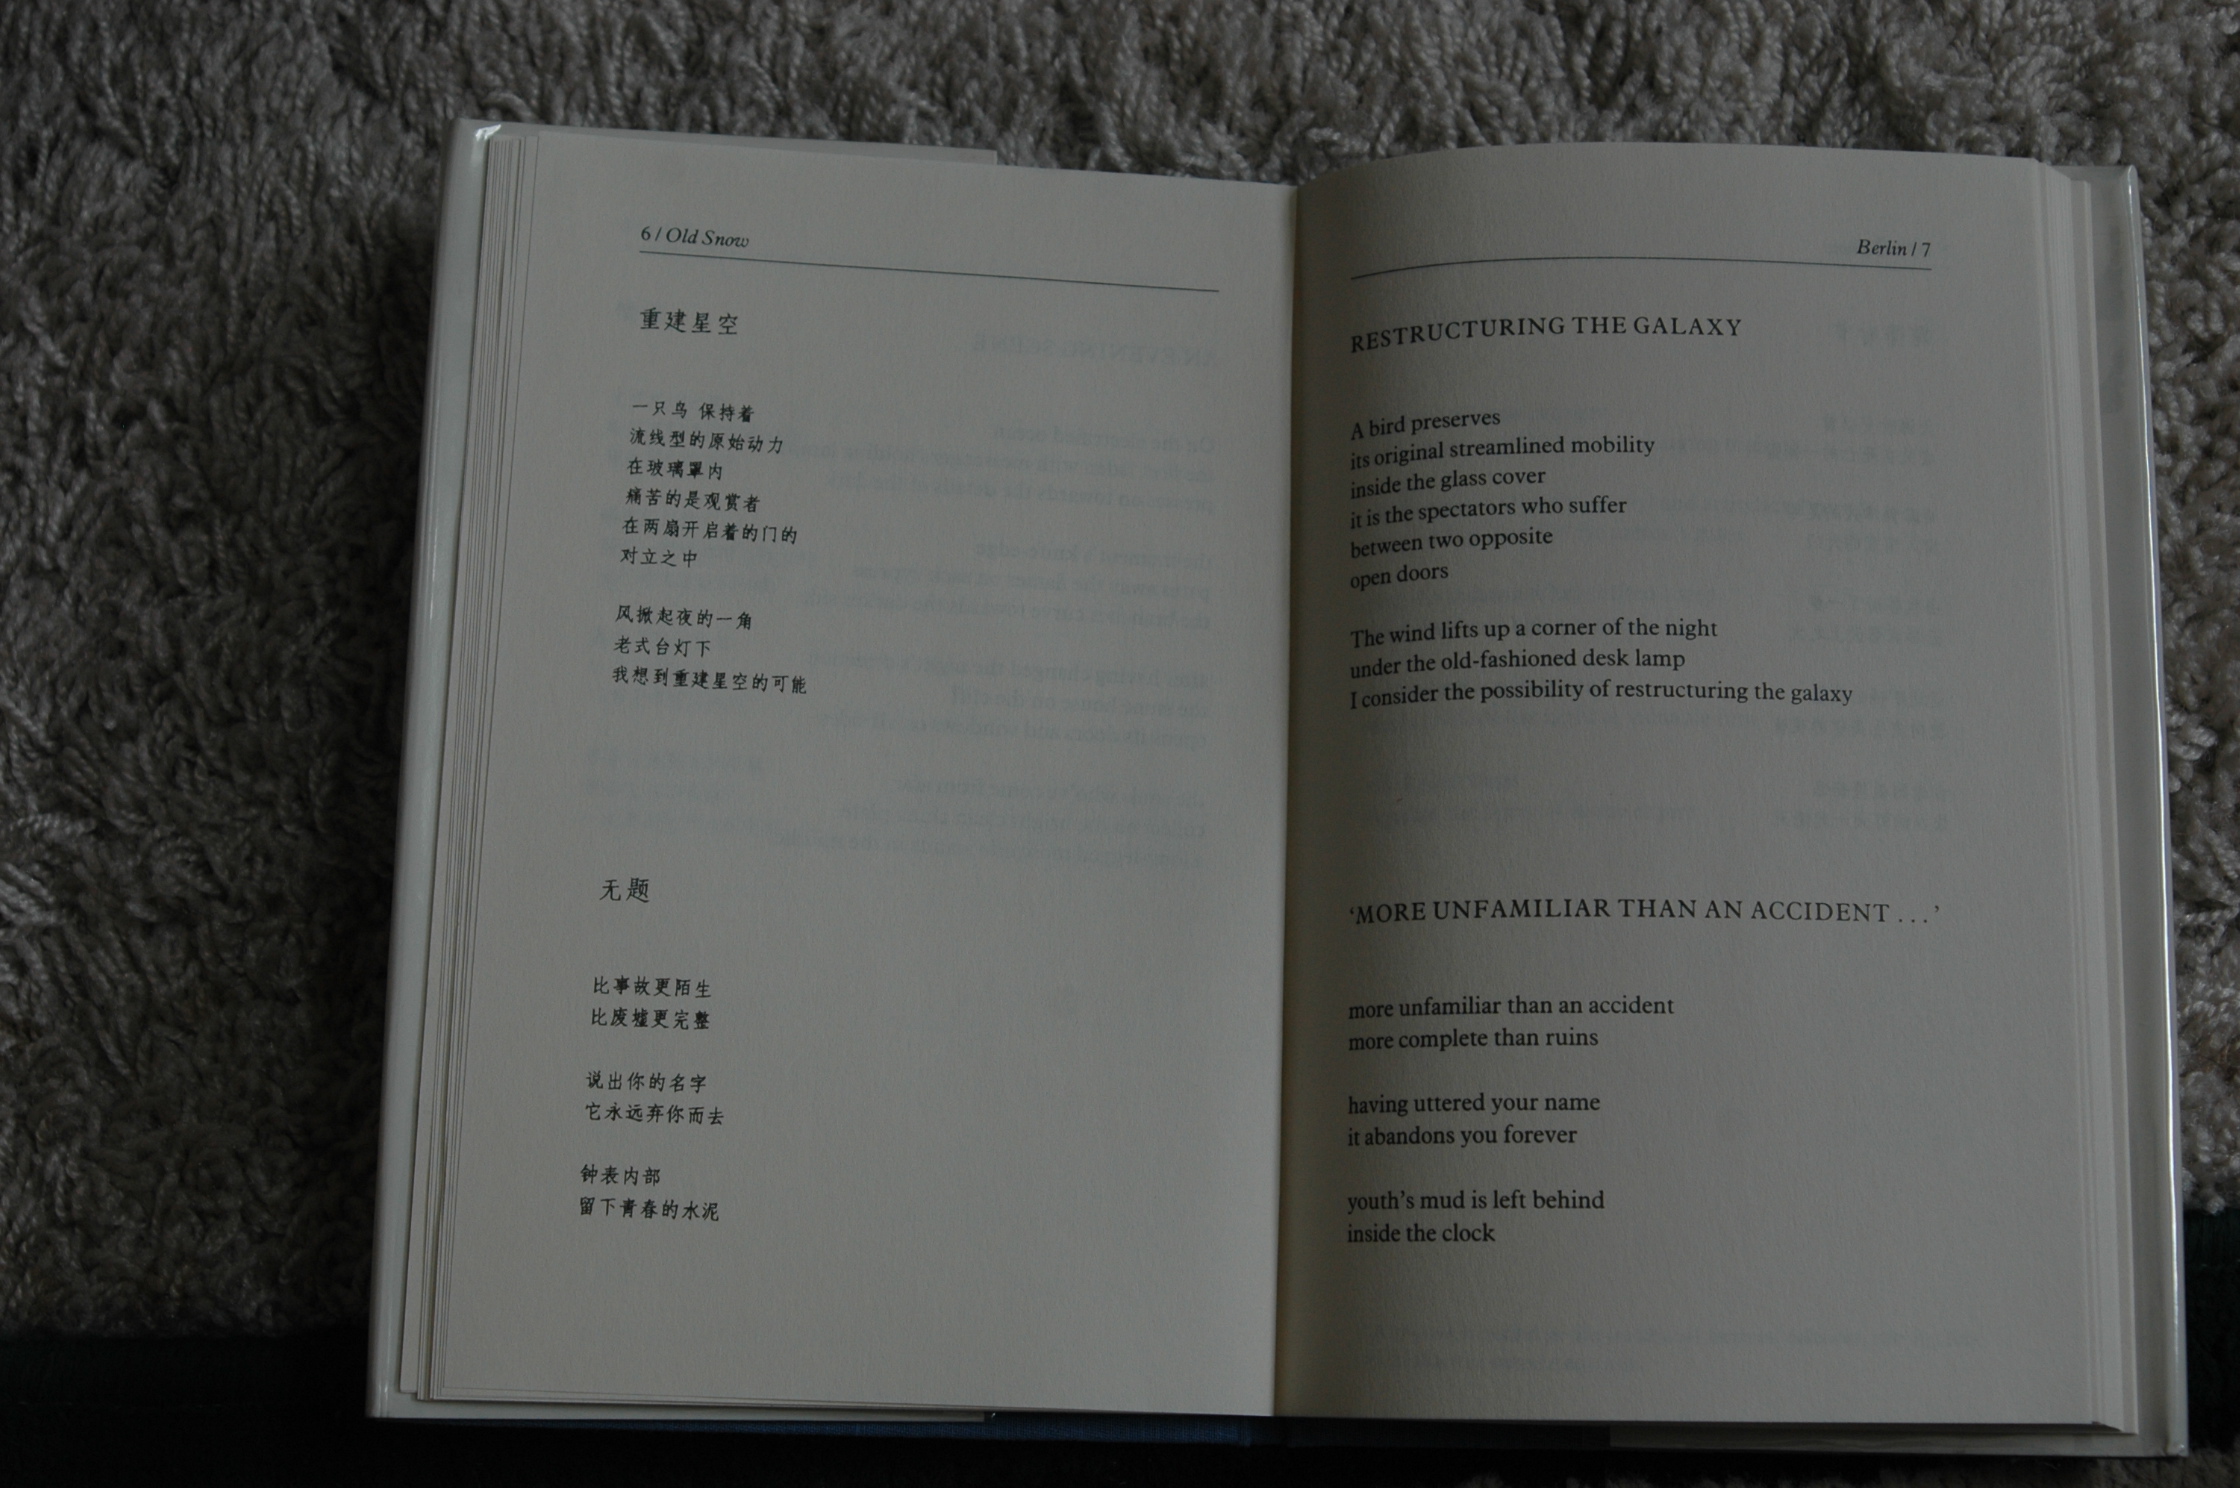 6 / Old Snow
重建星空
一只鸟 保持着
流线型的原始动力
在玻璃罩内
痛苦的是观赏者
在两扇开启着的门的
对立之中
风掀起夜的一角
老式台灯下
我想到重建星空的可能
无题
比事故更陌生
比废墟更完整
说出你的名字
它永远弃你而去
钟表内部
留下青春的水泥
Berlin / 7
RESTRUCTURING THE GALAXY
A bird preserves
its original streamlined mobility
inside the glass cover
it is the spectators who suffer
between two opposite
open doors
The wind lifts up a corner of the night
under the old-fashioned desk lamp
I consider the possibility of restructuring the galaxy
‘MORE UNFAMILIAR THAN AN ACCIDENT . . . .’
more unfamiliar than an accident
more complete than ruins
having uttered your name
it abandons you forever
youth’s mud is left behind
inside the clock